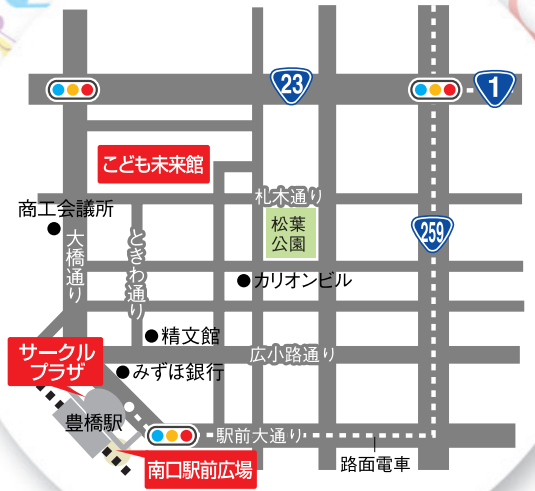 23
1
こども未来館
札木通り
商工会議所
松葉
公園
259
大橋通り
ときわ通り
カリオンビル
精文館
サークル
プラザ
広小路通り
みずほ銀行
豊橋駅
駅前大通り
南口駅前広場
路面電車